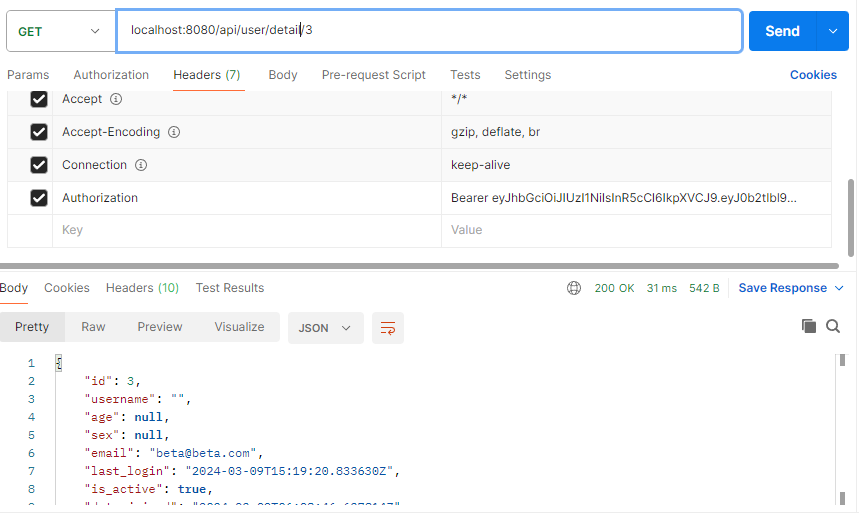 GET localhost:8080/api/user/detail/3 Send
Params Authorization Headers (7) Body Pre-request Script Tests Settings Cookies
Accept */*
Accept-Encoding gzip, deflate, br
Connection keep-alive
Authorization Bearer eyJhbGciOiJIUzI1NiIsInR5cCI6IkpXVCJ9.eyJ0b2tlbl9...
Key Value
Body Cookies Headers (10) Test Results 200 OK 31 ms 542 B Save Response
Pretty Raw Preview Visualize JSON
1 {
2 "id": 3,
3 "username": "",
4 "age": null,
5 "sex": null,
6 "email": "beta@beta.com",
7 "last_login": "2024-03-09T15:19:20.833630Z",
8 "is_active": true,